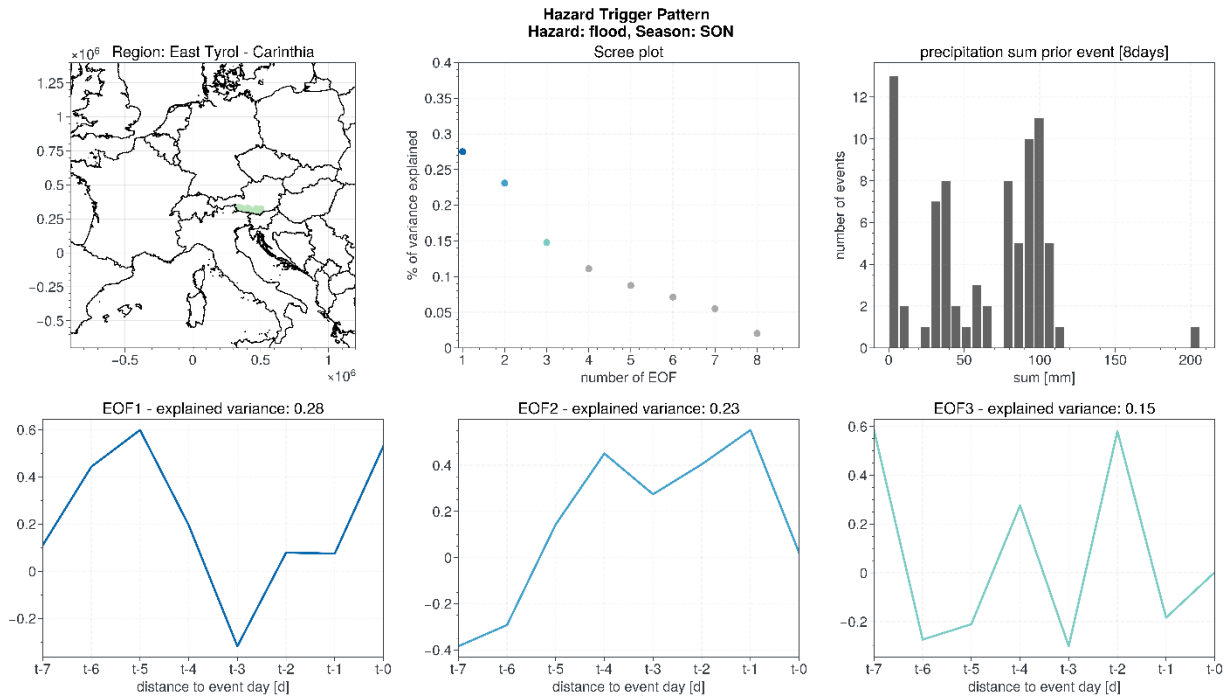 Hazard Trigger Pattern
Hazard: flood, Season: SON
×10⁶
Region: East Tyrol - Carinthia
1.25
1
0.75
0.5
0.25
0
−0.25
−0.5
−0.5
0
0.5
1
×10⁶
Scree plot
% of variance explained
0.4
0.35
0.3
0.25
0.2
0.15
0.1
0.05
0
1
2
3
4
5
6
7
8
number of EOF
precipitation sum prior event [8days]
number of events
12
10
8
6
4
2
0
0
50
100
150
200
sum [mm]
EOF1 - explained variance: 0.28
0.6
0.4
0.2
0
−0.2
t-7
t-6
t-5
t-4
t-3
t-2
t-1
t-0
distance to event day [d]
EOF2 - explained variance: 0.23
0.4
0.2
0
−0.2
−0.4
t-7
t-6
t-5
t-4
t-3
t-2
t-1
t-0
distance to event day [d]
EOF3 - explained variance: 0.15
0.6
0.4
0.2
0
−0.2
t-7
t-6
t-5
t-4
t-3
t-2
t-1
t-0
distance to event day [d]